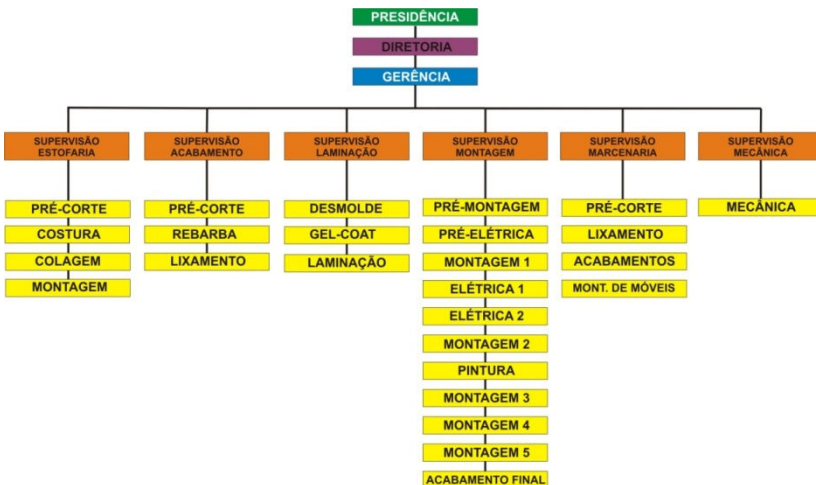 PRESIDÊNCIA
DIRETORIA
GERÊNCIA
SUPERVISÃO
ESTOFARIA
SUPERVISÃO
ACABAMENTO
SUPERVISÃO
LAMINAÇÃO
SUPERVISÃO
MONTAGEM
SUPERVISÃO
MARCENARIA
SUPERVISÃO
MECÂNICA
PRÉ-CORTE
COSTURA
COLAGEM
MONTAGEM
PRÉ-CORTE
REBARBA
LIXAMENTO
DESMOLDE
GEL-COAT
LAMINAÇÃO
PRÉ-MONTAGEM
PRÉ-ELÉTRICA
MONTAGEM 1
ELÉTRICA 1
ELÉTRICA 2
MONTAGEM 2
PINTURA
MONTAGEM 3
MONTAGEM 4
MONTAGEM 5
ACABAMENTO FINAL
PRÉ-CORTE
LIXAMENTO
ACABAMENTOS
MONT. DE MÓVEIS
MECÂNICA